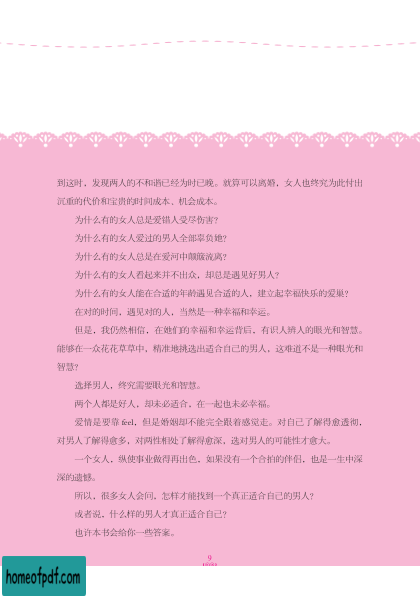 到这时，发现两人的不和谐已经为时已晚。就算可以离婚，女人也终究为此付出
沉重的代价和宝贵的时间成本、机会成本。
为什么有的女人总是爱错人受尽伤害?
为什么有的女人爱过的男人全部辜负她?
为什么有的女人总是在爱河中颠簸流离?
为什么有的女人看起来并不出众，却总是遇见好男人?
为什么有的女人能在合适的年龄遇见合适的人，建立起幸福快乐的爱巢?
在对的时间，遇见对的人，当然是一种幸福和幸运。
但是，我仍然相信，在她们的幸福和幸运背后，有识人辨人的眼光和智慧。
能够在一众花花草草中，精准地挑选出适合自己的男人，这难道不是一种眼光和
智慧?
选择男人，终究需要眼光和智慧。
两个人都是好人，却未必适合，在一起也未必幸福。
爱情是要靠 feel，但是婚姻却不能完全跟着感觉走。对自己了解得愈透彻，
对男人了解得愈多，对两性相处了解得愈深，选对男人的可能性才愈大。
一个女人，纵使事业做得再出色，如果没有一个合拍的伴侣，也是一生中深
深的遗憾。
所以，很多女人会问，怎样才能找到一个真正适合自己的男人?
或者说，什么样的男人才真正适合自己?
也许本书会给你一些答案。
9
homeofpdf.com